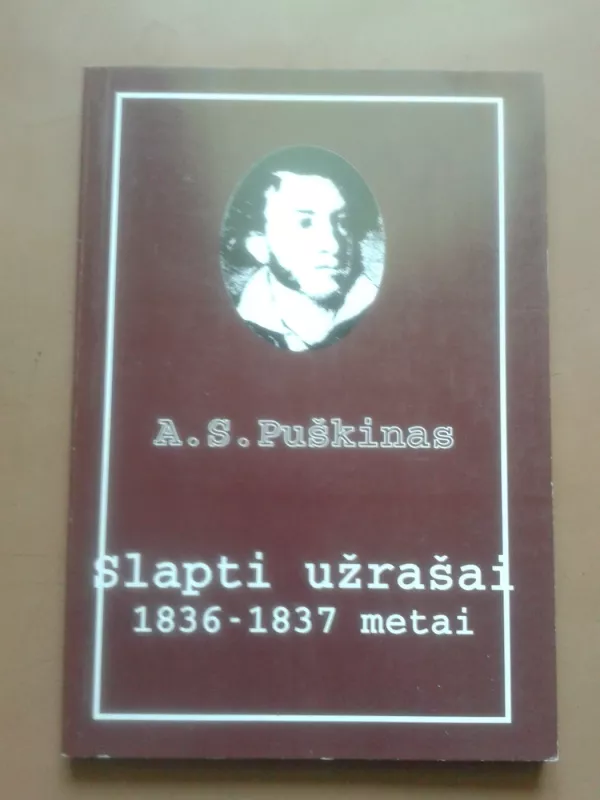 A.S.Puškinas
Slapti užrašai
1836-1837 metai